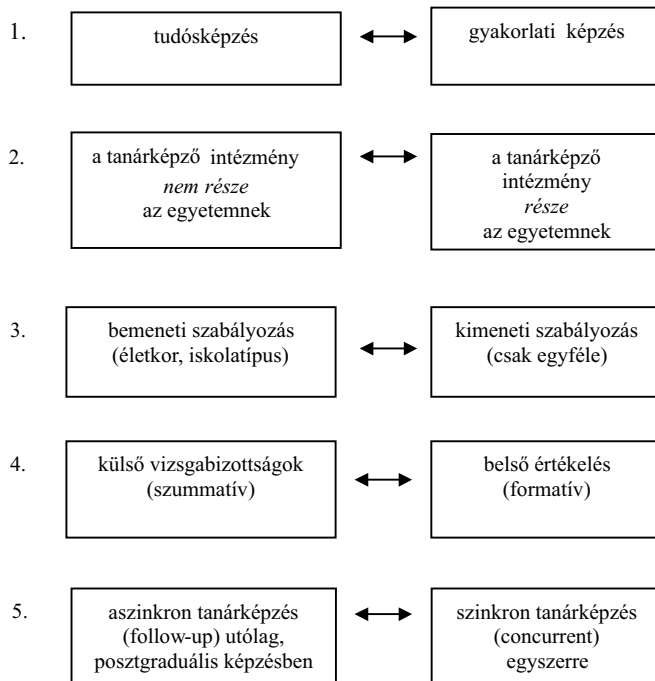 1.
tudósképzés
gyakorlati képzés
2.
a tanárképző intézmény
nem része
az egyetemnek
a tanárképző
intézmény
része
az egyetemnek
3.
bemeneti szabályozás
(életkor, iskolatípus)
kimeneti szabályozás
(csak egyféle)
4.
külső vizsgabizottságok
(szummatív)
belső értékelés
(formatív)
5.
aszinkron tanárképzés
(follow-up) utólag,
posztgraduális képzésben
szinkron tanárképzés
(concurrent)
egyszerre